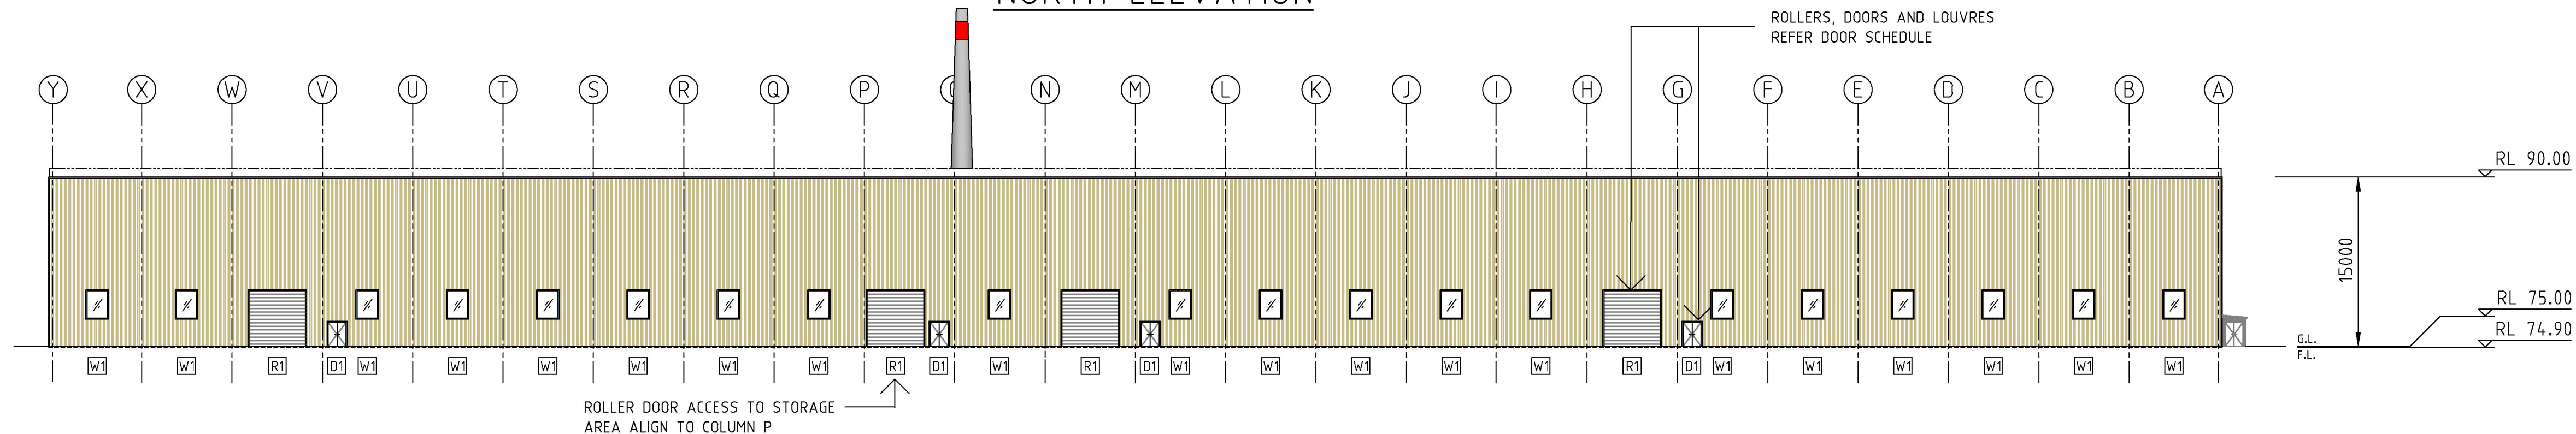 NORTH ELEVATION
ROLLERS, DOORS AND LOUVRES
REFER DOOR SCHEDULE
Y X W V U T S R Q P N M L K J I H G F E D C B A
RL 90.00
15000
RL 75.00
RL 74.90
G.L.
F.L.
W1 W1 R1 D1 W1 W1 W1 W1 W1 W1 R1 D1 W1 R1 D1 W1 W1 W1 W1 W1 R1 D1 W1 W1 W1 W1 W1 W1
ROLLER DOOR ACCESS TO STORAGE
AREA ALIGN TO COLUMN P